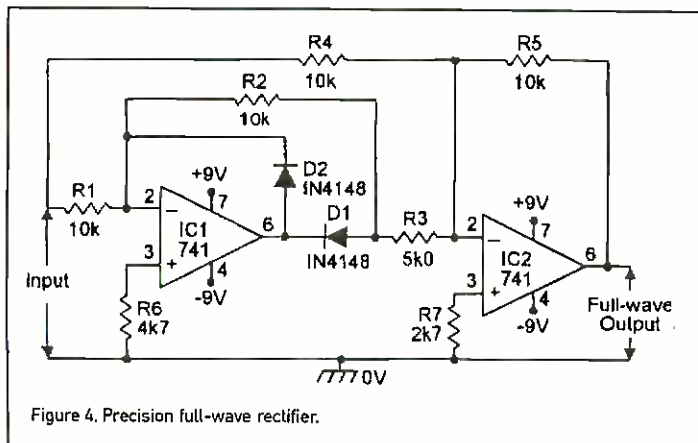 R4
10k
R5
10k
R2
10k
D2
IN4148
R1
10k
+9V
7
2
−
IC1
741
3
+
6
4
-9V
D1
IN4148
R3
5k0
+9V
7
2
−
IC2
741
3
+
6
4
-9V
Input
R6
4k7
R7
2k7
Full-wave
Output
0V
Figure 4. Precision full-wave rectifier.